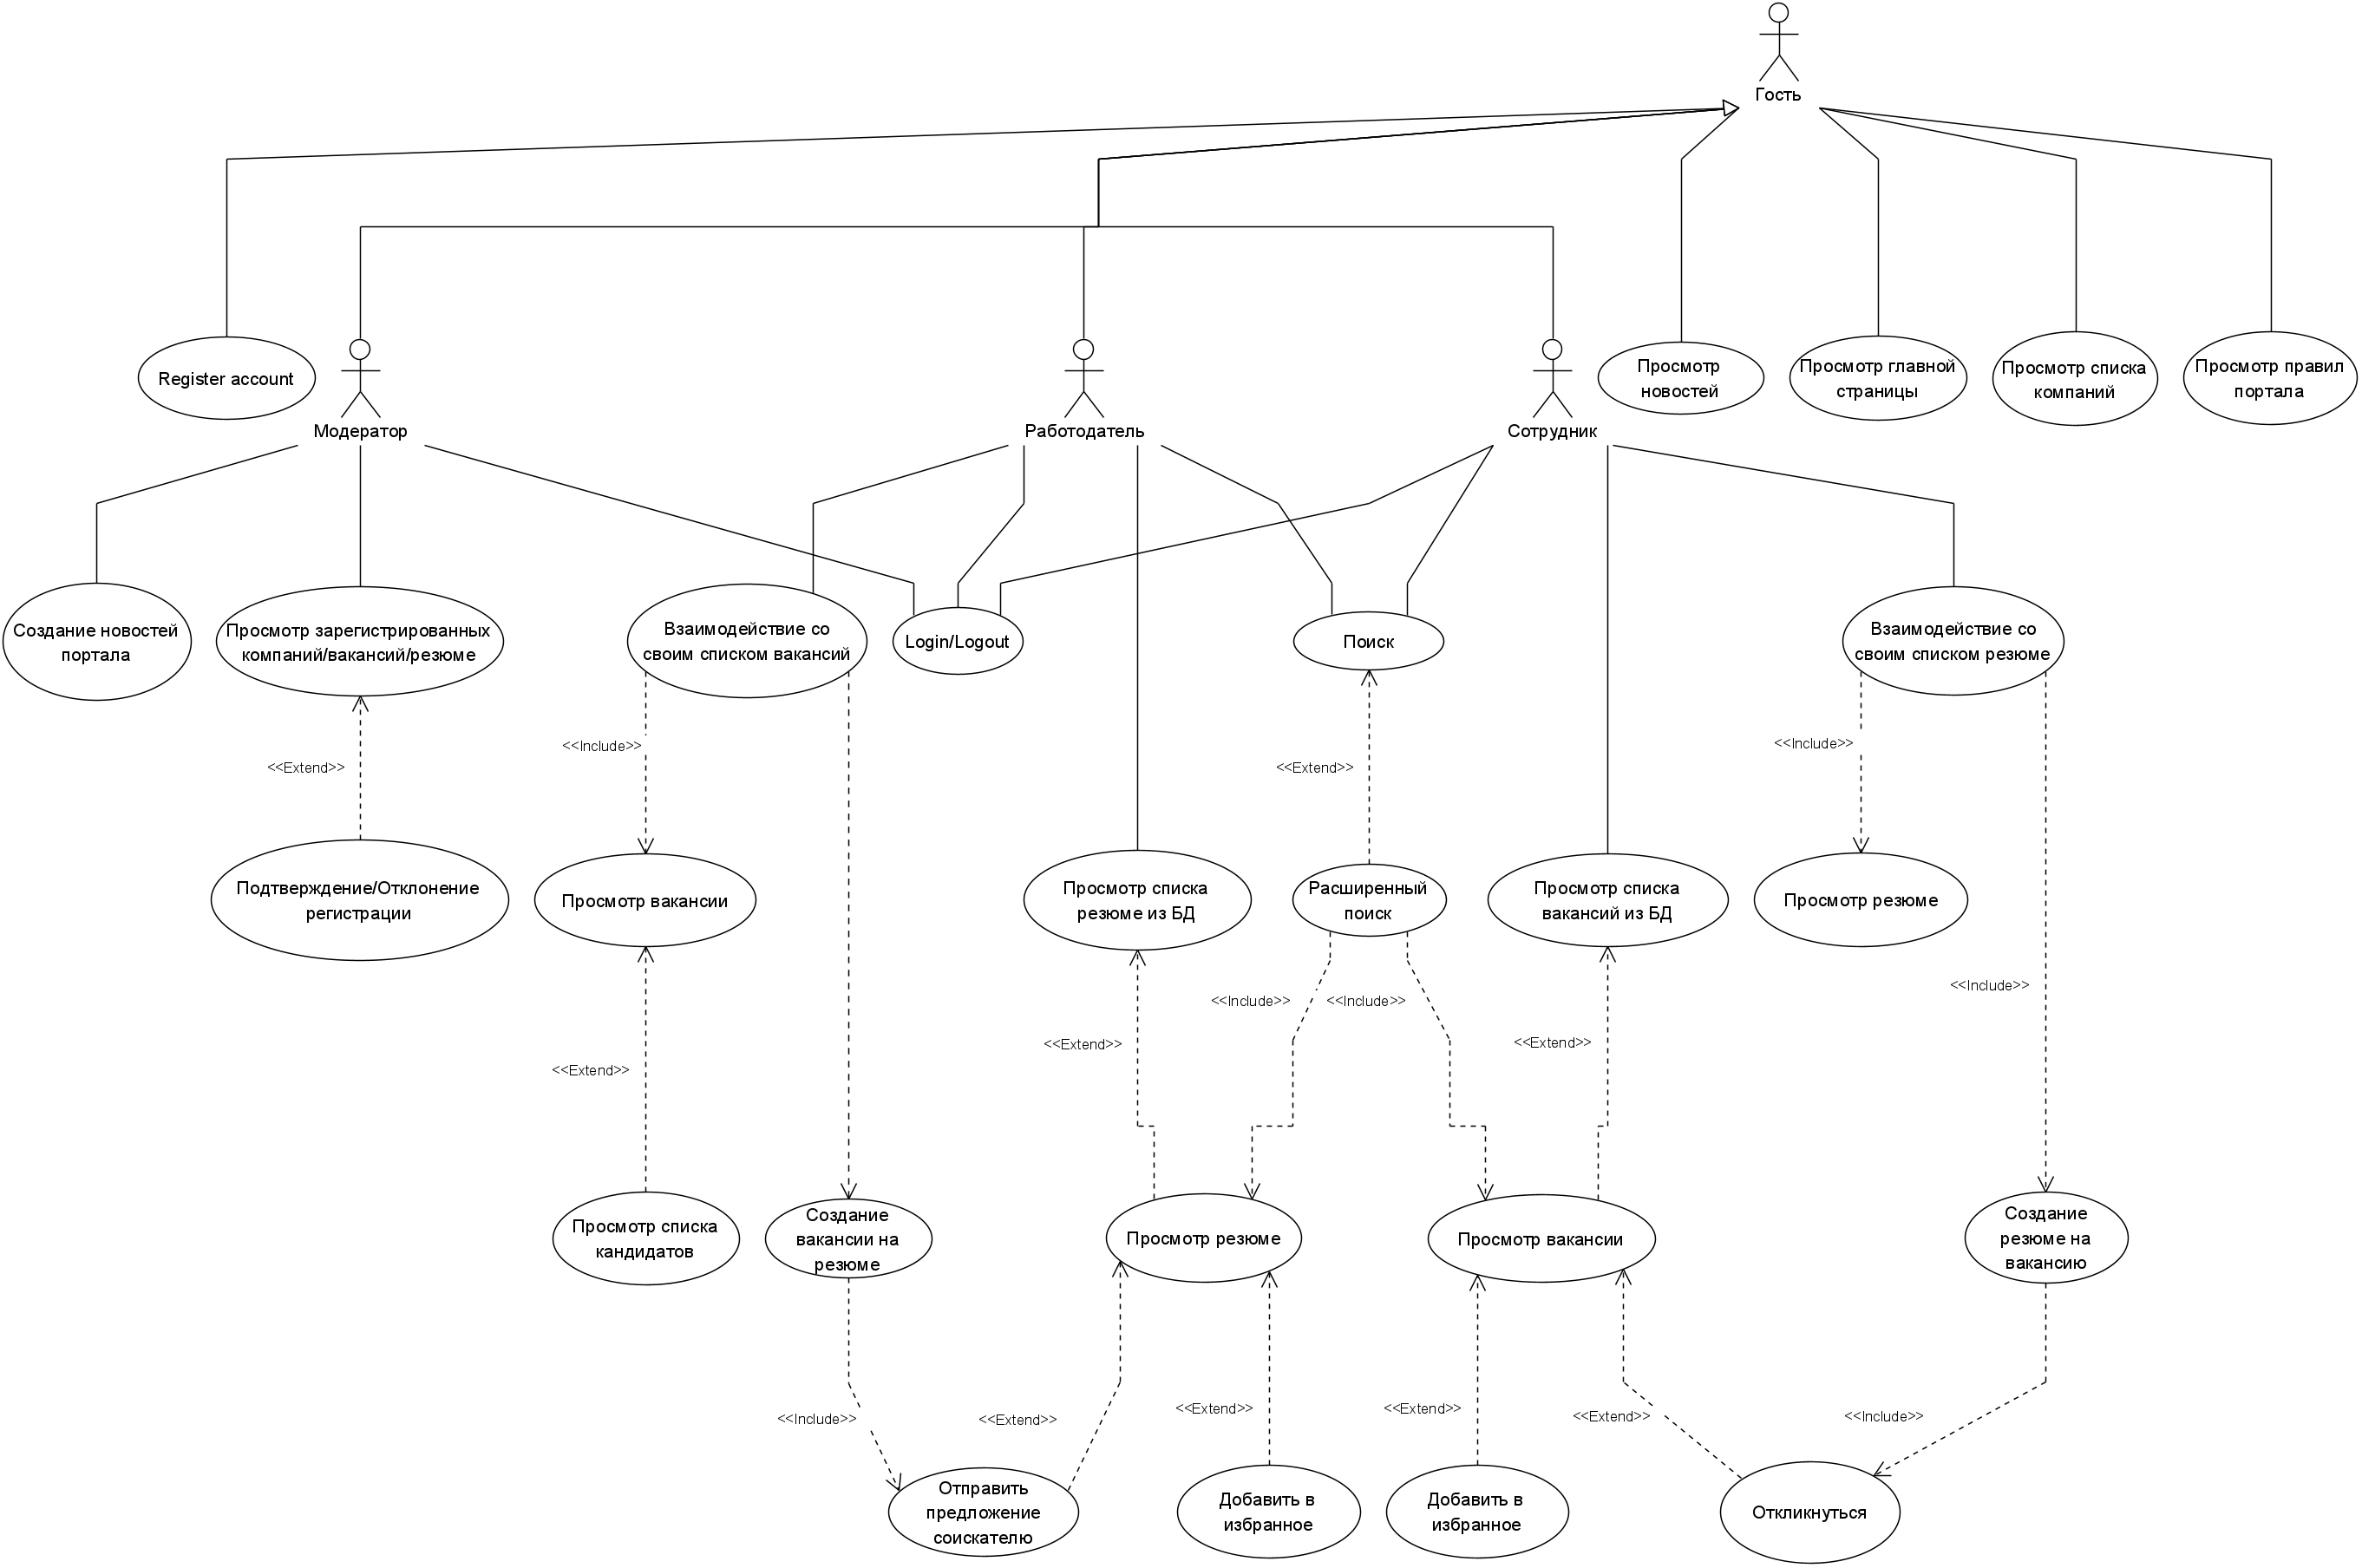 Гость
Register account
Модератор
Работодатель
Сотрудник
Просмотр
новостей
Просмотр главной
страницы
Просмотр списка
компаний
Просмотр правил
портала
Создание новостей
портала
Просмотр зарегистрированных
компаний/вакансий/резюме
Взаимодействие со
своим списком вакансий
Login/Logout
Поиск
Взаимодействие со
своим списком резюме
<<Extend>>
<<Include>>
<<Extend>>
<<Include>>
Подтверждение/Отклонение
регистрации
Просмотр вакансии
Просмотр списка
резюме из БД
Расширенный
поиск
Просмотр списка
вакансий из БД
Просмотр резюме
<<Extend>>
<<Extend>>
<<Include>>
<<Include>>
<<Extend>>
<<Include>>
Просмотр списка
кандидатов
Создание
вакансии на
резюме
Просмотр резюме
Просмотр вакансии
Создание
резюме на
вакансию
<<Include>>
<<Extend>>
<<Extend>>
<<Extend>>
<<Extend>>
<<Include>>
Отправить
предложение
соискателю
Добавить в
избранное
Добавить в
избранное
Откликнуться